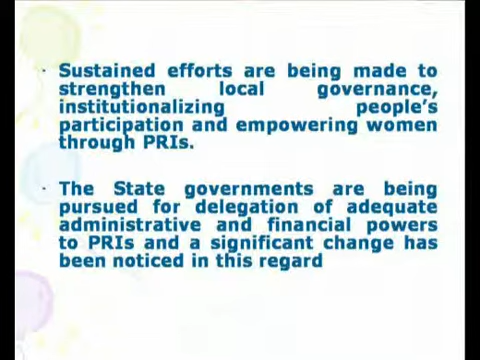 Sustained efforts are being made to
strengthen local governance,
institutionalizing people's
participation and empowering women
through PRIs.
The State governments are being
pursued for delegation of adequate
administrative and financial powers
to PRIs and a significant change has
been noticed in this regard